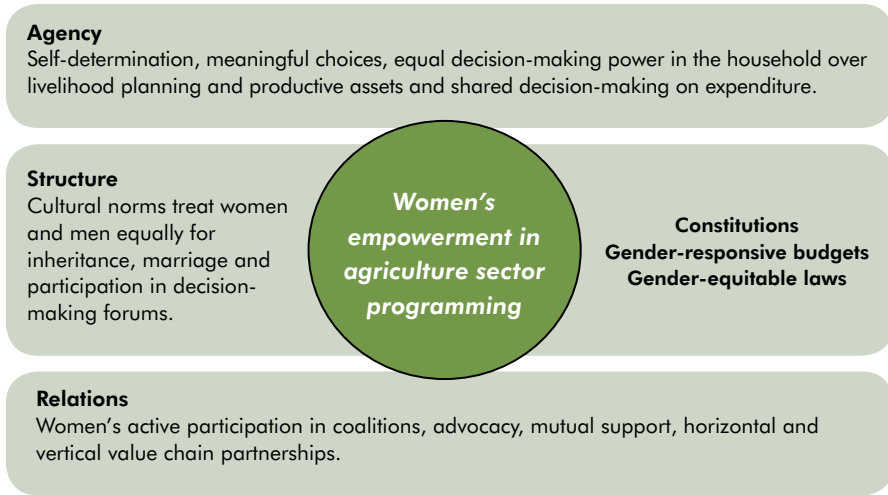 Agency
Self-determination, meaningful choices, equal decision-making power in the household over
livelihood planning and productive assets and shared decision-making on expenditure.
Structure
Cultural norms treat women
and men equally for
inheritance, marriage and
participation in decision-
making forums.
Women's
empowerment in
agriculture sector
programming
Constitutions
Gender-responsive budgets
Gender-equitable laws
Relations
Women's active participation in coalitions, advocacy, mutual support, horizontal and
vertical value chain partnerships.